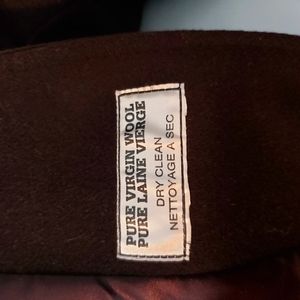 PURE VIRGIN WOOL
PURE LAINE VIERGE
DRY CLEAN
NETTOYAGE A SEC